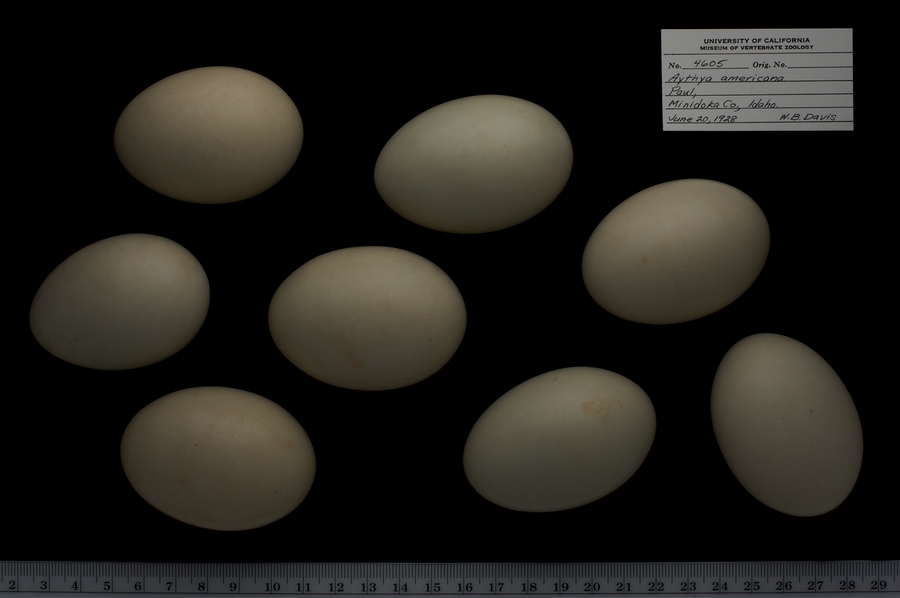 UNIVERSITY OF CALIFORNIA
MUSEUM OF VERTEBRATE ZOOLOGY
No. 4605 Orig. No.
Aythya americana
Paul,
Minidoka Co, Idaho
June 20, 1928 W.B. Davis
2 3 4 5 6 7 8 9 10 11 12 13 14 15 16 17 18 19 20 21 22 23 24 25 26 27 28 29